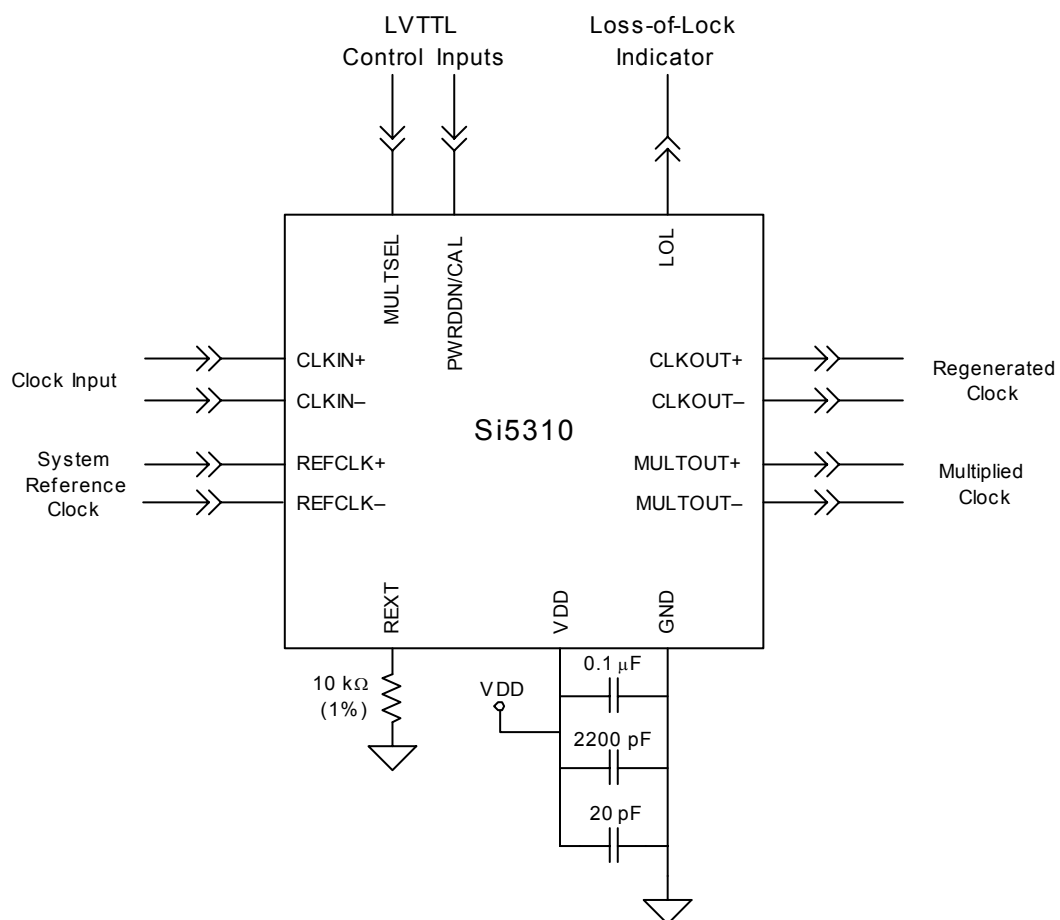 LVTTL
Control Inputs
Loss-of-Lock
Indicator
MULTSEL
PWRDDN/CAL
LOL
Clock Input
CLKIN+
CLKIN–
System
Reference
Clock
REFCLK+
REFCLK–
Si5310
CLKOUT+
CLKOUT–
Regenerated
Clock
MULTOUT+
MULTOUT–
Multiplied
Clock
REXT
VDD
GND
10 kΩ
(1%)
VDD
0.1 μF
2200 pF
20 pF